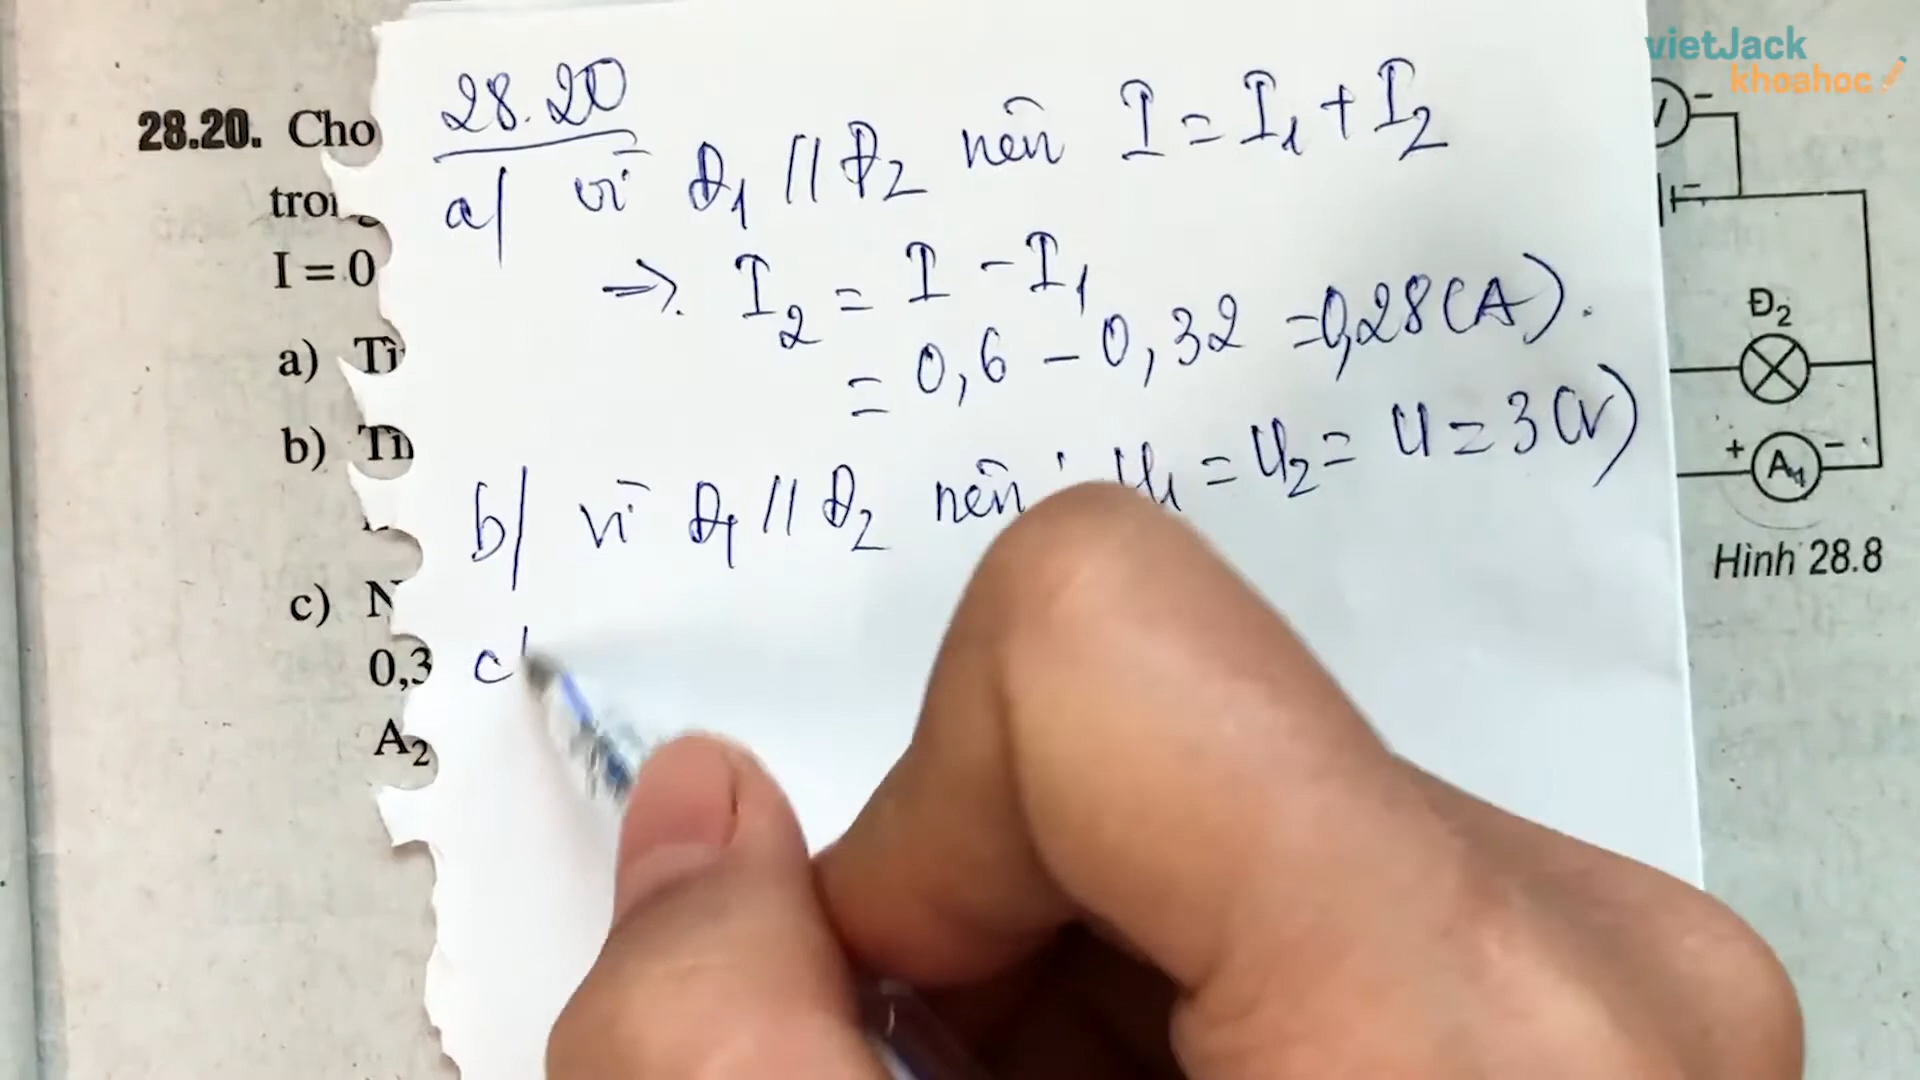 vietJack
khoahoc
28.20. Cho
I = 0
a) Tì
b) Tìn
c) N
0,3
A₂
28.20
a/ vì Đ₁ // Đ₂ nên I = I₁ + I₂
=> I₂ = I - I₁
= 0,6 - 0,32 = 0,28 (A).
b/ vì Đ₁ // Đ₂ nên : U₁ = U₂ = U = 3 (V)
c/
-
-
Đ₂
+ A₁ -
Hình 28.8